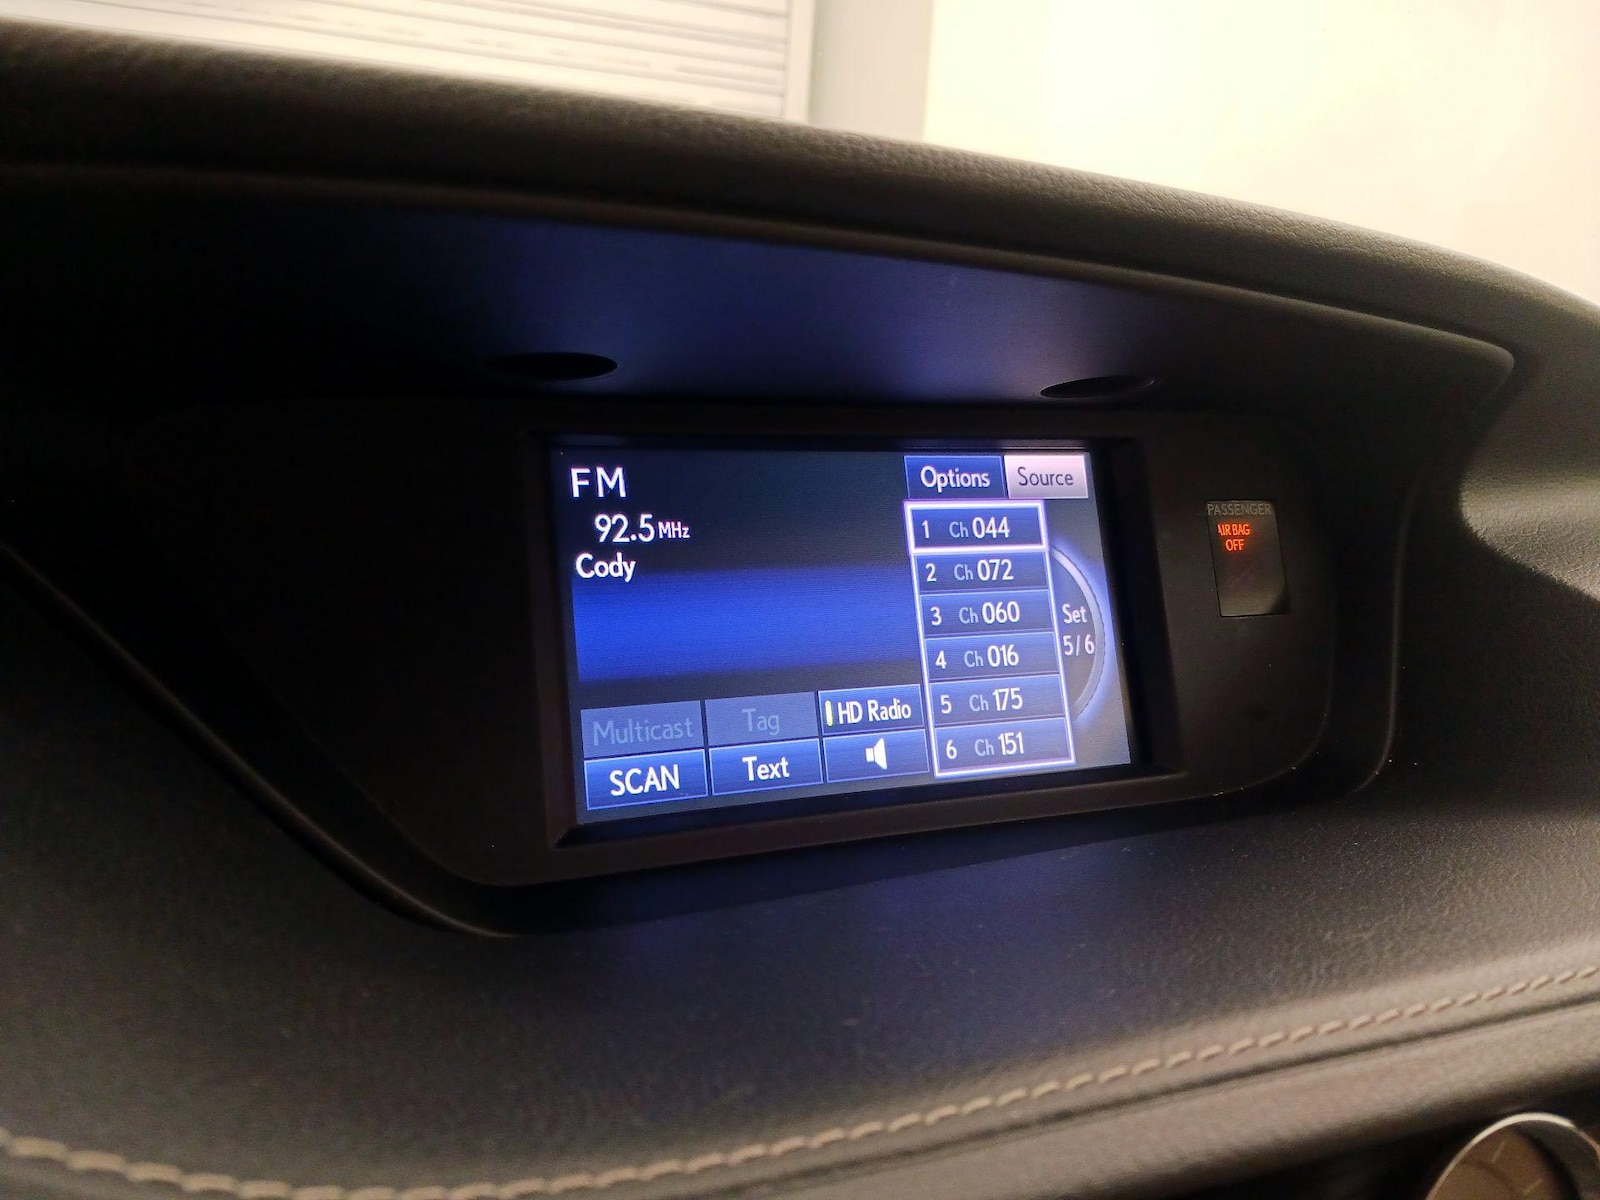 FM
92.5 MHz
Cody
Options
Source
1 Ch 044
2 Ch 072
3 Ch 060
4 Ch 016
5 Ch 175
6 Ch 151
Set
5/6
Multicast
Tag
HD Radio
SCAN
Text
PASSENGER
AIR BAG
OFF